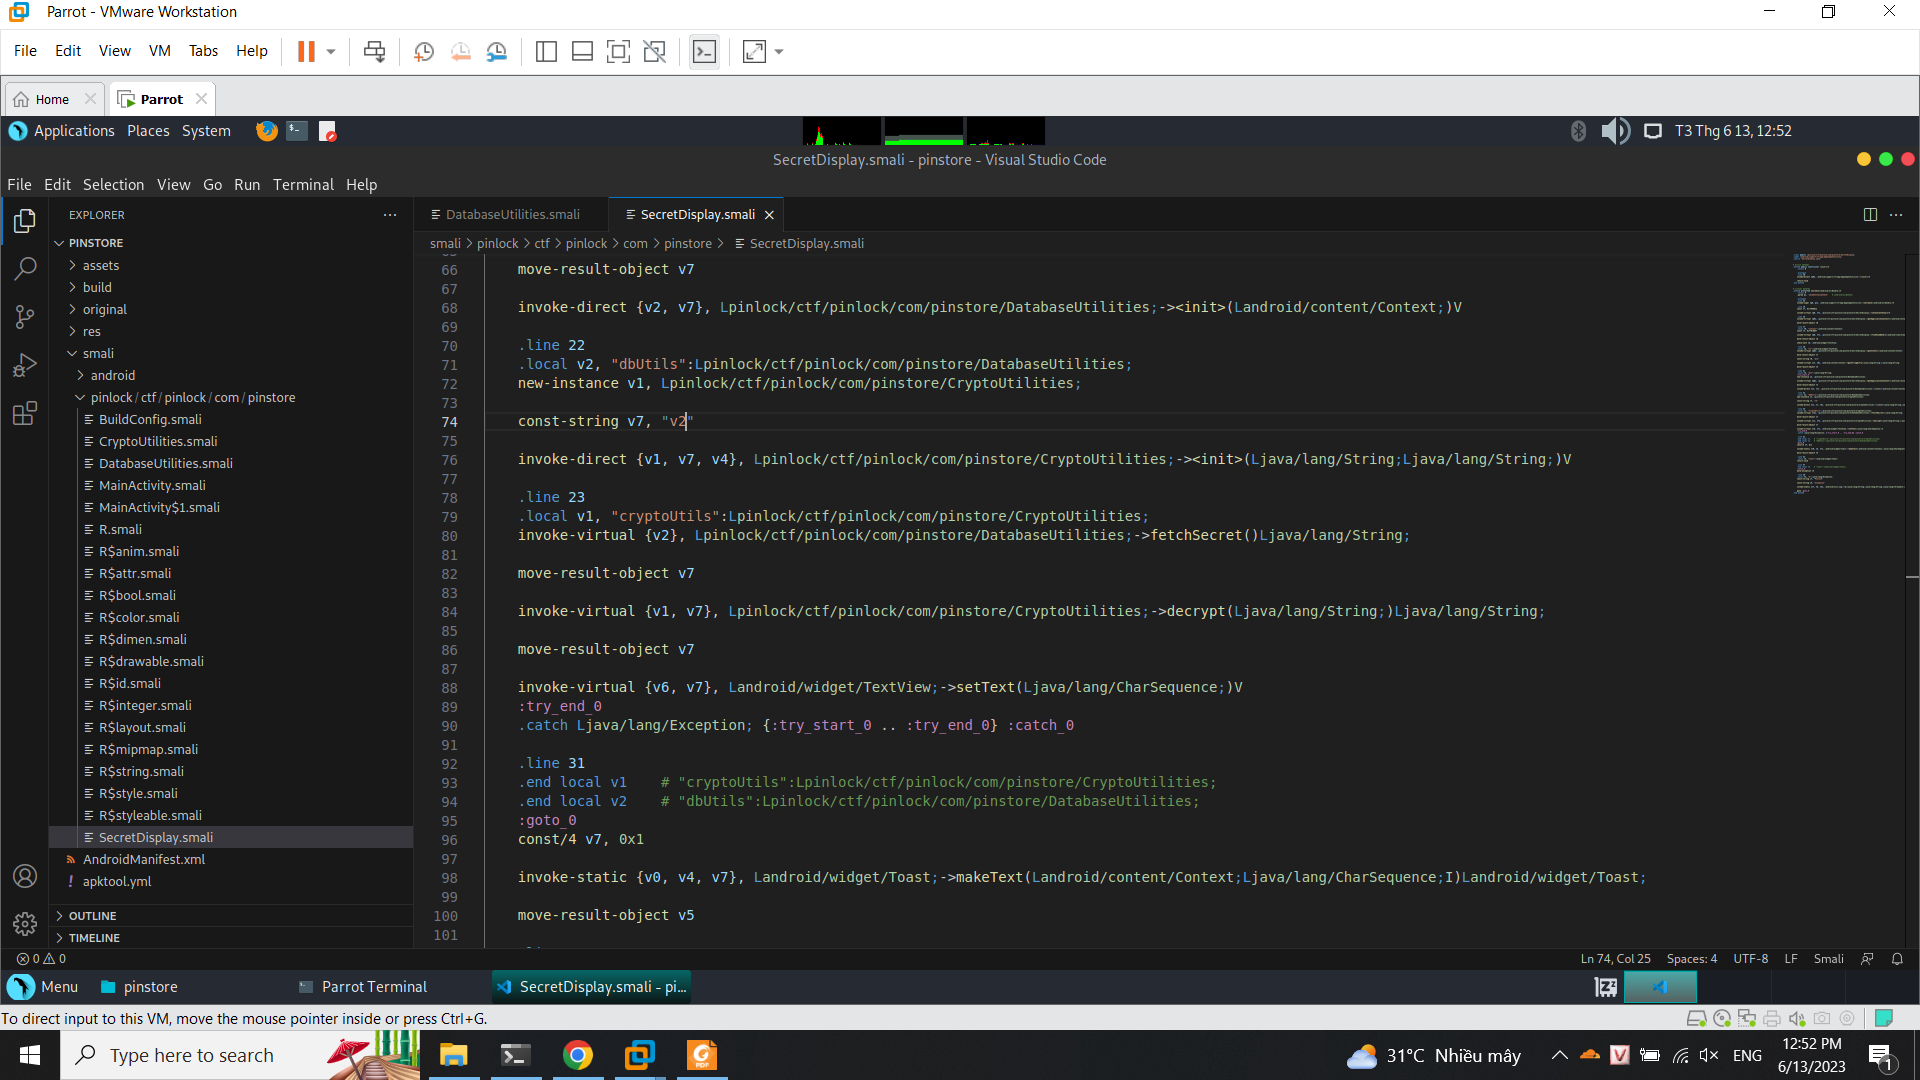 Parrot - VMware Workstation
File Edit View VM Tabs Help
Home Parrot
Applications Places System T3 Thg 6 13, 12:52
SecretDisplay.smali - pinstore - Visual Studio Code
File Edit Selection View Go Run Terminal Help
EXPLORER
PINSTORE
assets
build
original
res
smali
android
pinlock / ctf / pinlock / com / pinstore
BuildConfig.smali
CryptoUtilities.smali
DatabaseUtilities.smali
MainActivity.smali
MainActivity$1.smali
R.smali
R$anim.smali
R$attr.smali
R$bool.smali
R$color.smali
R$dimen.smali
R$drawable.smali
R$id.smali
R$integer.smali
R$layout.smali
R$mipmap.smali
R$string.smali
R$style.smali
R$styleable.smali
SecretDisplay.smali
AndroidManifest.xml
apktool.yml
OUTLINE
TIMELINE
DatabaseUtilities.smali SecretDisplay.smali
smali > pinlock > ctf > pinlock > com > pinstore > SecretDisplay.smali
66 move-result-object v7
67
68 invoke-direct {v2, v7}, Lpinlock/ctf/pinlock/com/pinstore/DatabaseUtilities;-><init>(Landroid/content/Context;)V
69
70 .line 22
71 .local v2, "dbUtils":Lpinlock/ctf/pinlock/com/pinstore/DatabaseUtilities;
72 new-instance v1, Lpinlock/ctf/pinlock/com/pinstore/CryptoUtilities;
73
74 const-string v7, "v2"
75
76 invoke-direct {v1, v7, v4}, Lpinlock/ctf/pinlock/com/pinstore/CryptoUtilities;-><init>(Ljava/lang/String;Ljava/lang/String;)V
77
78 .line 23
79 .local v1, "cryptoUtils":Lpinlock/ctf/pinlock/com/pinstore/CryptoUtilities;
80 invoke-virtual {v2}, Lpinlock/ctf/pinlock/com/pinstore/DatabaseUtilities;->fetchSecret()Ljava/lang/String;
81
82 move-result-object v7
83
84 invoke-virtual {v1, v7}, Lpinlock/ctf/pinlock/com/pinstore/CryptoUtilities;->decrypt(Ljava/lang/String;)Ljava/lang/String;
85
86 move-result-object v7
87
88 invoke-virtual {v6, v7}, Landroid/widget/TextView;->setText(Ljava/lang/CharSequence;)V
89 :try_end_0
90 .catch Ljava/lang/Exception; {:try_start_0 .. :try_end_0} :catch_0
91
92 .line 31
93 .end local v1 # "cryptoUtils":Lpinlock/ctf/pinlock/com/pinstore/CryptoUtilities;
94 .end local v2 # "dbUtils":Lpinlock/ctf/pinlock/com/pinstore/DatabaseUtilities;
95 :goto_0
96 const/4 v7, 0x1
97
98 invoke-static {v0, v4, v7}, Landroid/widget/Toast;->makeText(Landroid/content/Context;Ljava/lang/CharSequence;I)Landroid/widget/Toast;
99
100 move-result-object v5
101
0 0 Ln 74, Col 25 Spaces: 4 UTF-8 LF Smali
Menu pinstore Parrot Terminal SecretDisplay.smali - pi...
To direct input to this VM, move the mouse pointer inside or press Ctrl+G.
Type here to search 31°C Nhiều mây ENG 12:52 PM
6/13/2023 1